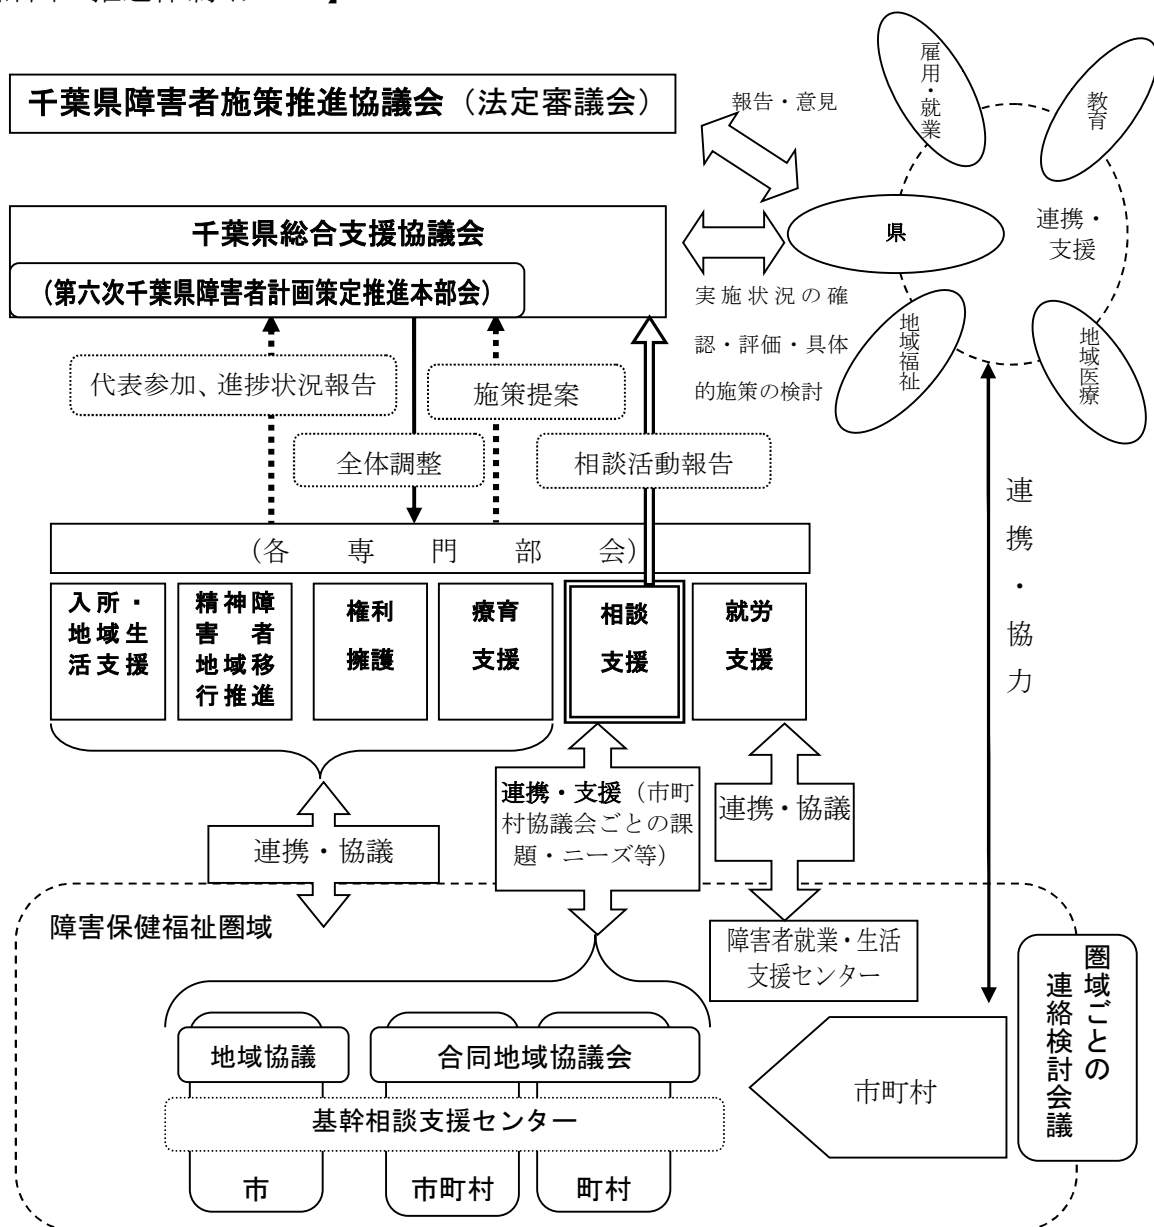 千葉県障害者施策推進協議会（法定審議会）
報告・意見
雇用・就業
教育
千葉県総合支援協議会
（第六次千葉県障害者計画策定推進本部会）
県
連携・
支援
実施状況の確
認・評価・具体
的施策の検討
地域福祉
地域医療
代表参加、進捗状況報告
施策提案
全体調整
相談活動報告
連携・協力
（各専門部会）
入所・
地域生
活支援
精神障
害者
地域移
行推進
権利
擁護
療育
支援
相談
支援
就労
支援
連携・協議
連携・支援（市町
村協議会ごとの課
題・ニーズ等）
連携・協議
障害保健福祉圏域
障害者就業・生活
支援センター
圏域ごとの
連絡検討会議
地域協議
合同地域協議会
市町村
基幹相談支援センター
市
市町村
町村